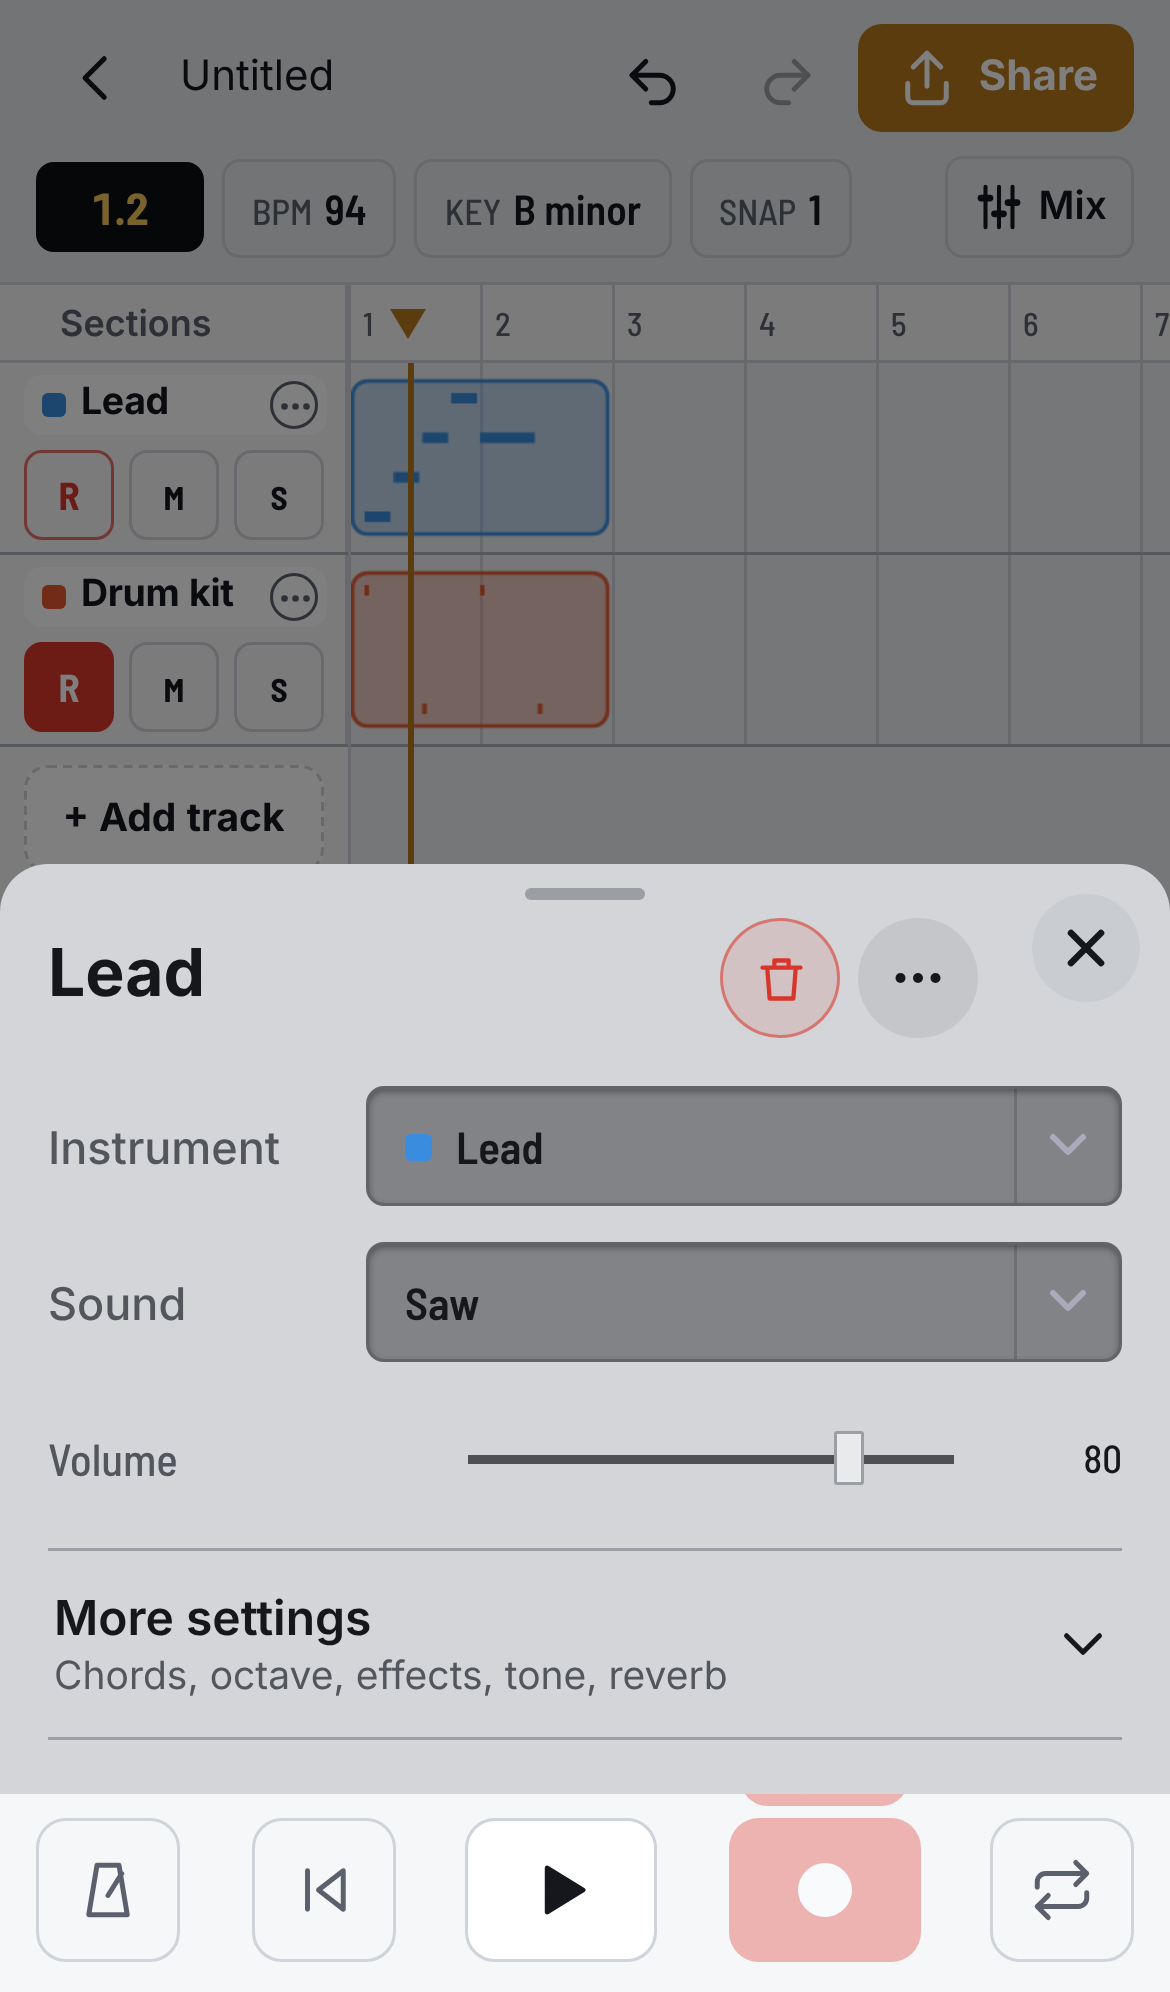 Untitled
Share
1.2
BPM 94
KEY B minor
SNAP 1
Mix
Sections
1 2 3 4 5 6 7
Lead
R M S
Drum kit
R M S
+ Add track
Lead
Instrument
Lead
Sound
Saw
Volume
80
More settings
Chords, octave, effects, tone, reverb